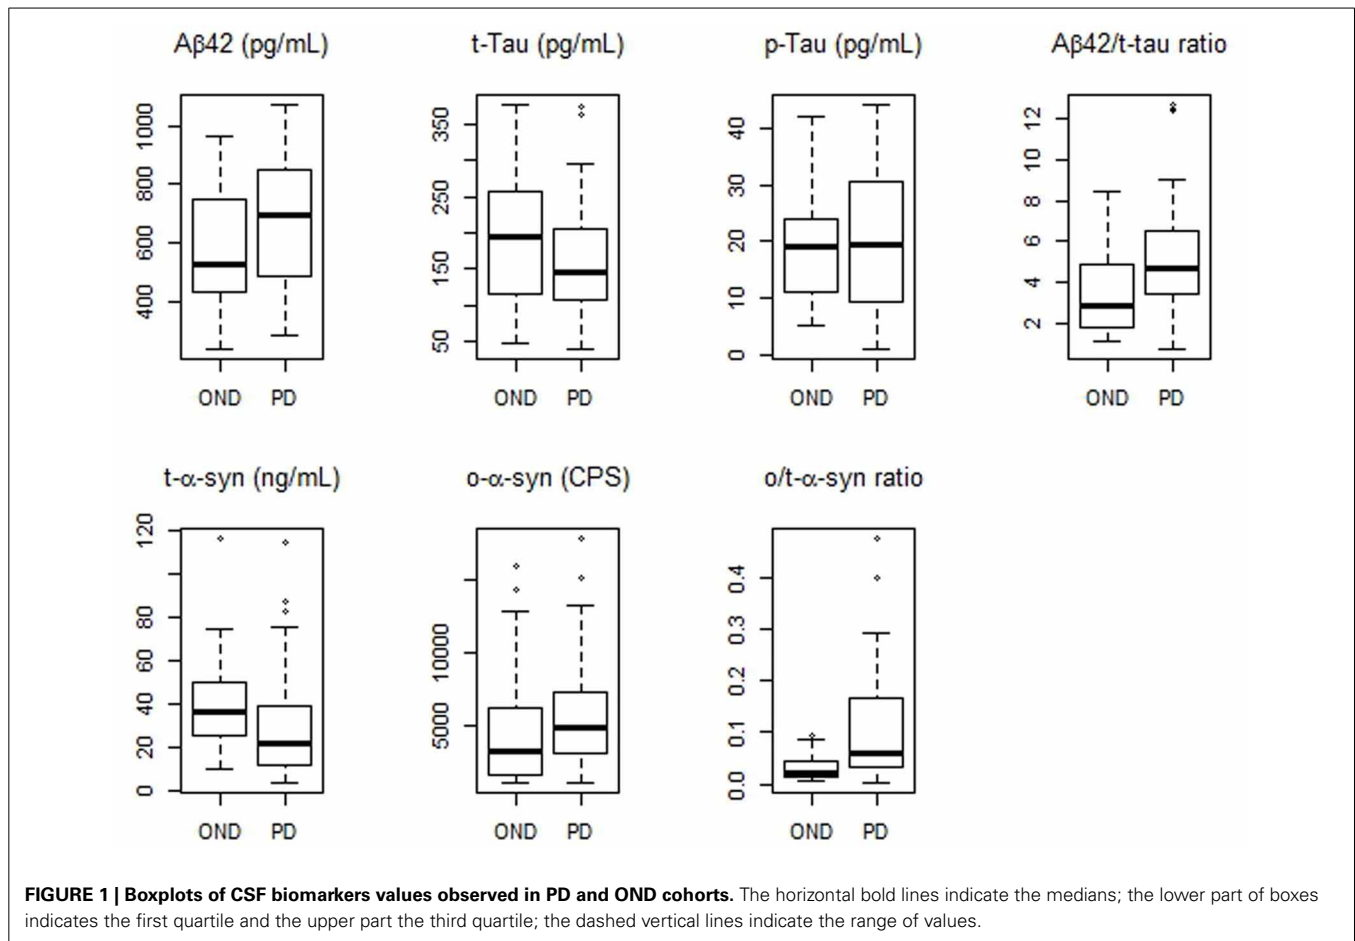 Aβ42 (pg/mL)
t-Tau (pg/mL)
p-Tau (pg/mL)
Aβ42/t-tau ratio
1000
800
600
400
OND PD
350
250
150
50
OND PD
40
30
20
10
0
OND PD
12
10
8
6
4
2
OND PD
t-α-syn (ng/mL)
o-α-syn (CPS)
o/t-α-syn ratio
120
80
60
40
20
0
OND PD
10000
5000
OND PD
0.4
0.3
0.2
0.1
0.0
OND PD
FIGURE 1 | Boxplots of CSF biomarkers values observed in PD and OND cohorts. The horizontal bold lines indicate the medians; the lower part of boxes
indicates the first quartile and the upper part the third quartile; the dashed vertical lines indicate the range of values.